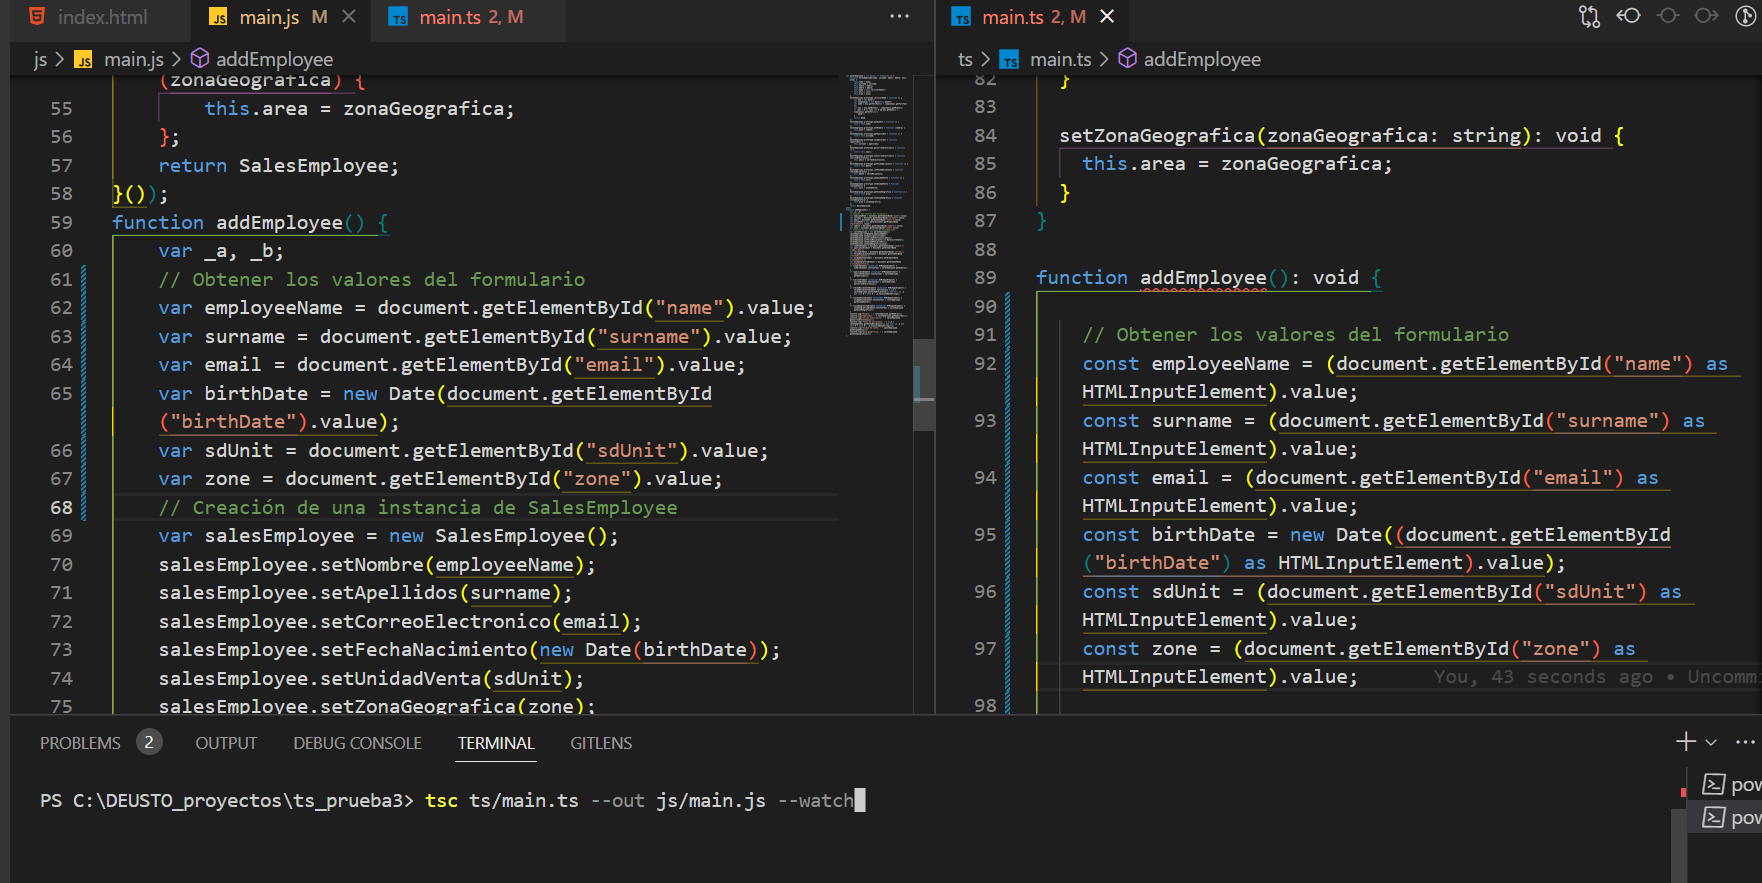 index.html
JS main.js M
TS main.ts 2, M
...
TS main.ts 2, M
js > JS main.js > addEmployee
(zonaGeografica) {
55 this.area = zonaGeografica;
56 };
57 return SalesEmployee;
58 }());
59 function addEmployee() {
60 var _a, _b;
61 // Obtener los valores del formulario
62 var employeeName = document.getElementById("name").value;
63 var surname = document.getElementById("surname").value;
64 var email = document.getElementById("email").value;
65 var birthDate = new Date(document.getElementById
("birthDate").value);
66 var sdUnit = document.getElementById("sdUnit").value;
67 var zone = document.getElementById("zone").value;
68 // Creación de una instancia de SalesEmployee
69 var salesEmployee = new SalesEmployee();
70 salesEmployee.setNombre(employeeName);
71 salesEmployee.setApellidos(surname);
72 salesEmployee.setCorreoElectronico(email);
73 salesEmployee.setFechaNacimiento(new Date(birthDate));
74 salesEmployee.setUnidadVenta(sdUnit);
75 salesEmployee.setZonaGeografica(zone);
ts > TS main.ts > addEmployee
82 }
83
84 setZonaGeografica(zonaGeografica: string): void {
85 this.area = zonaGeografica;
86 }
87 }
88
89 function addEmployee(): void {
90
91 // Obtener los valores del formulario
92 const employeeName = (document.getElementById("name") as
HTMLInputElement).value;
93 const surname = (document.getElementById("surname") as
HTMLInputElement).value;
94 const email = (document.getElementById("email") as
HTMLInputElement).value;
95 const birthDate = new Date((document.getElementById
("birthDate") as HTMLInputElement).value);
96 const sdUnit = (document.getElementById("sdUnit") as
HTMLInputElement).value;
97 const zone = (document.getElementById("zone") as
HTMLInputElement).value; You, 43 seconds ago • Uncomm
98
PROBLEMS 2 OUTPUT DEBUG CONSOLE TERMINAL GITLENS
PS C:\DEUSTO_proyectos\ts_prueba3> tsc ts/main.ts --out js/main.js --watch
pow
pow